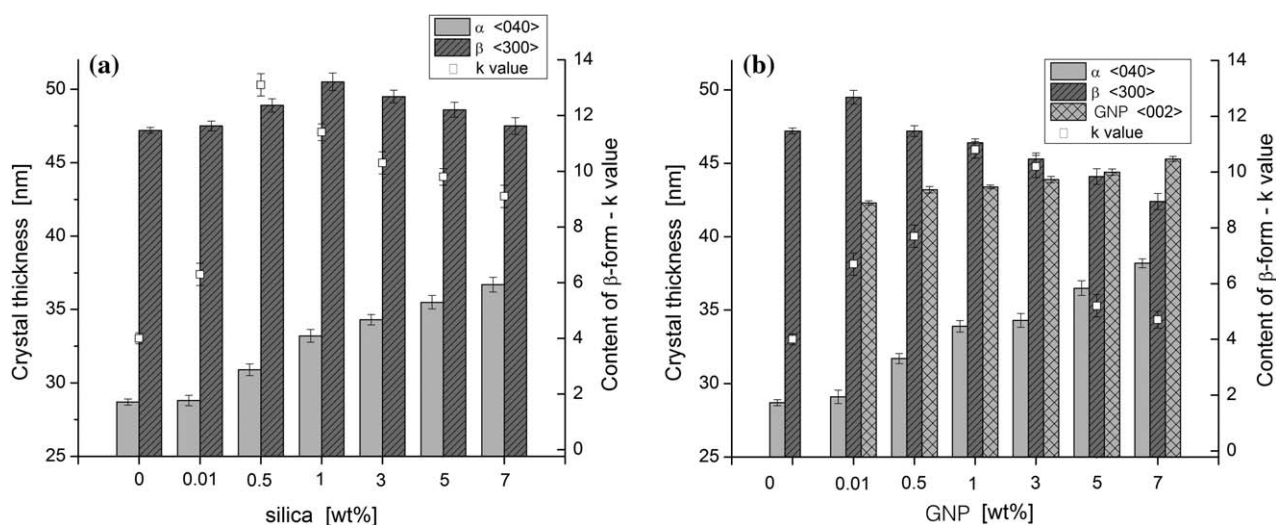 (a)
α <040>
β <300>
k value
Crystal thickness [nm]
50
45
40
35
30
25
14
12
10
8
6
4
2
0
Content of β-form - k value
0 0.01 0.5 1 3 5 7
silica [wt%]
(b)
α <040>
β <300>
GNP <002>
k value
Crystal thickness [nm]
50
45
40
35
30
25
14
12
10
8
6
4
2
0
Content of β-form - k value
0 0.01 0.5 1 3 5 7
GNP [wt%]